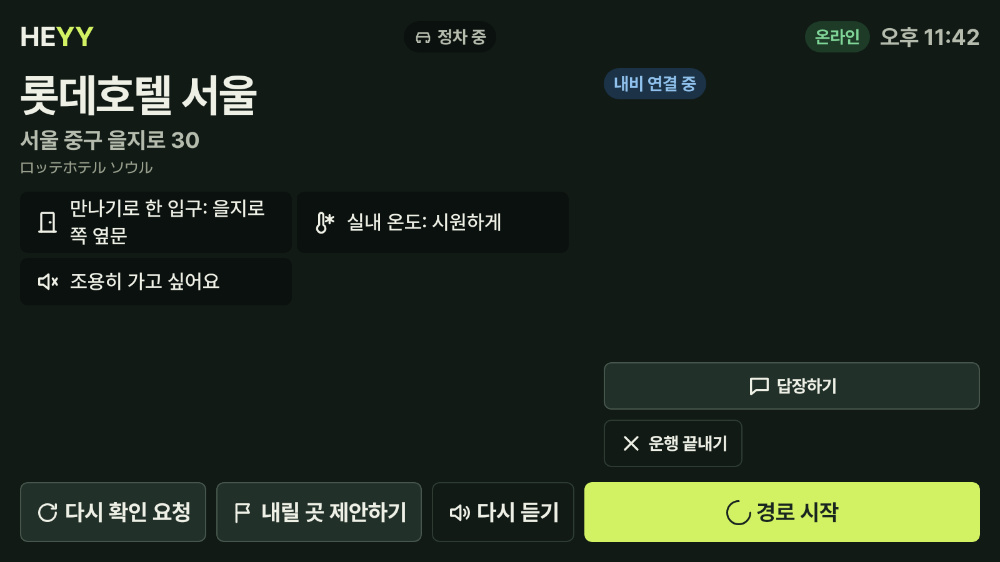 HEYY
정차 중
온라인
오후 11:42
롯데호텔 서울
내비 연결 중
서울 중구 을지로 30
ロッテホテル ソウル
만나기로 한 입구: 을지로
쪽 옆문
실내 온도: 시원하게
조용히 가고 싶어요
답장하기
운행 끝내기
다시 확인 요청
내릴 곳 제안하기
다시 듣기
경로 시작